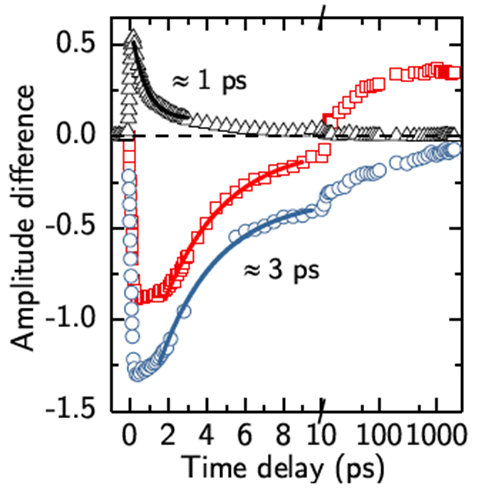 0.5
≈ 1 ps
0.0
Amplitude difference
-0.5
≈ 3 ps
-1.0
-1.5
0 2 4 6 8 10 100 1000
Time delay (ps)